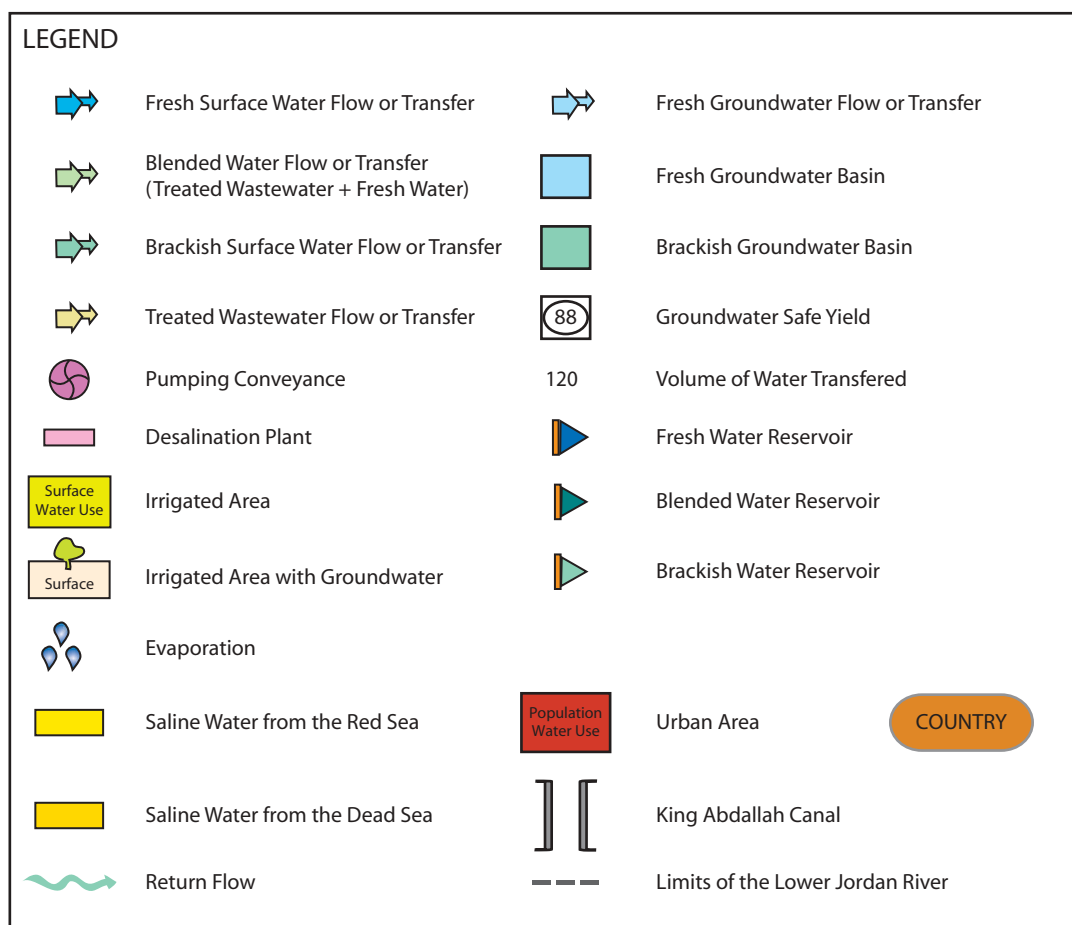 LEGEND
Fresh Surface Water Flow or Transfer
Blended Water Flow or Transfer
(Treated Wastewater + Fresh Water)
Brackish Surface Water Flow or Transfer
Treated Wastewater Flow or Transfer
Pumping Conveyance
Desalination Plant
Surface
Water Use
Irrigated Area
Surface
Irrigated Area with Groundwater
Evaporation
Saline Water from the Red Sea
Saline Water from the Dead Sea
Return Flow
Fresh Groundwater Flow or Transfer
Fresh Groundwater Basin
Brackish Groundwater Basin
88
Groundwater Safe Yield
120
Volume of Water Transfered
Fresh Water Reservoir
Blended Water Reservoir
Brackish Water Reservoir
Population
Water Use
Urban Area
COUNTRY
King Abdallah Canal
Limits of the Lower Jordan River